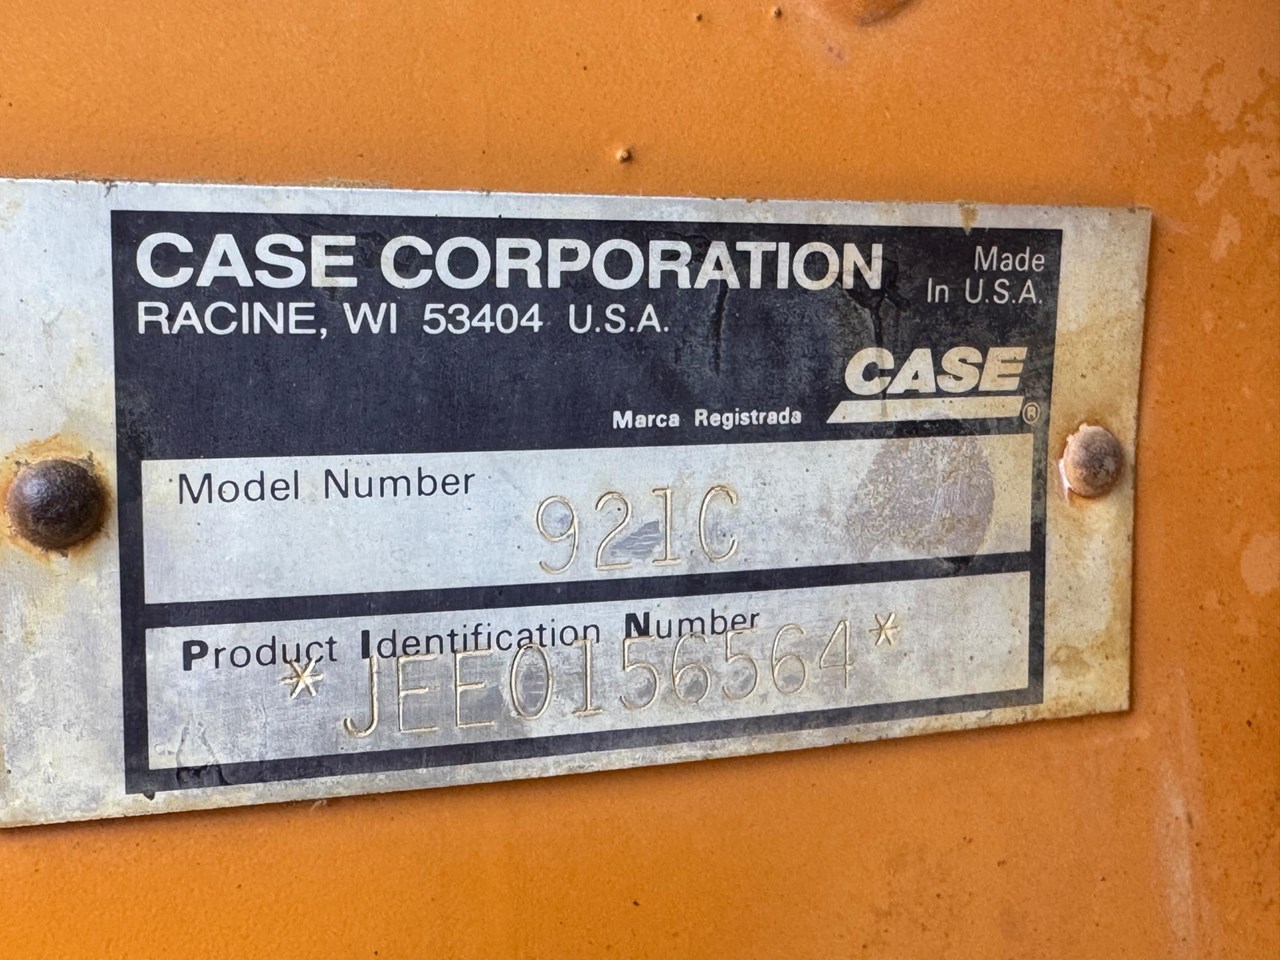 CASE CORPORATION
RACINE, WI 53404 U.S.A.
Made
In U.S.A.
CASE®
Marca Registrada
Model Number
921C
Product Identification Number
*JEE0156564*